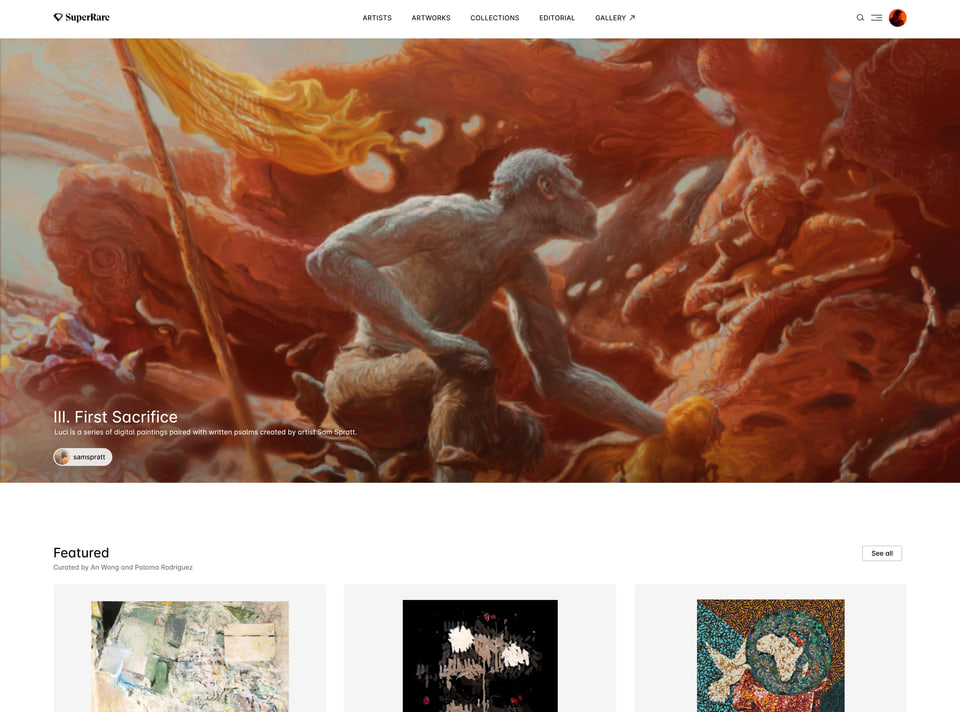 SuperRare
ARTISTS ARTWORKS COLLECTIONS EDITORIAL GALLERY
III. First Sacrifice
Luci is a series of digital paintings paired with written psalms created by artist Sam Spratt.
samspratt
Featured
See all
Curated by An Wong and Paloma Rodriguez